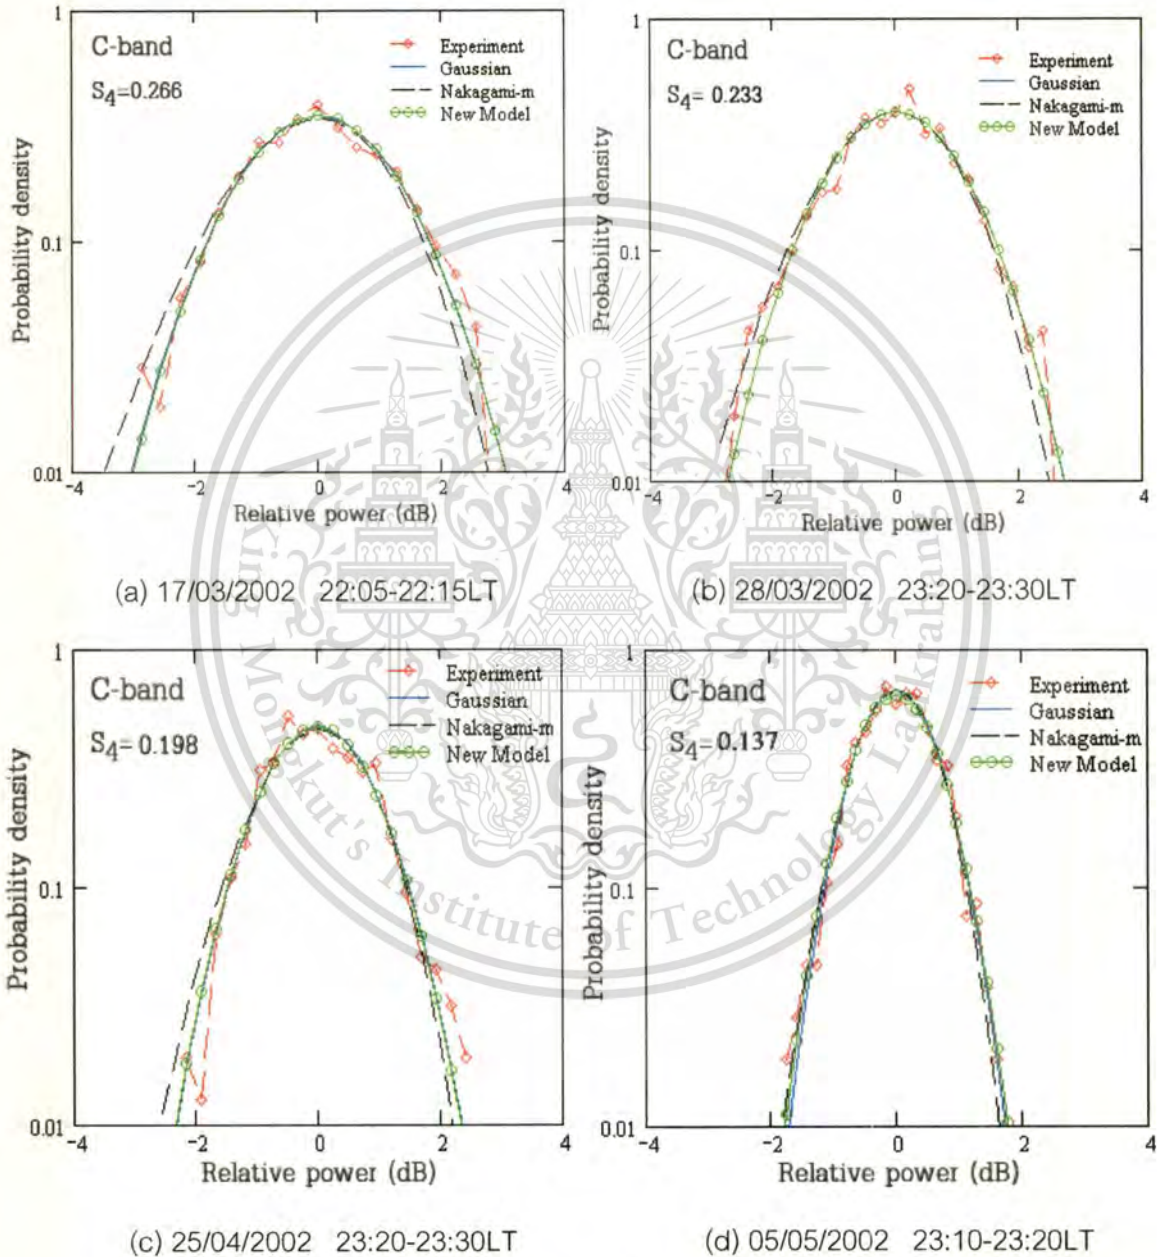 1
C-band
S4=0.266
Experiment
Gaussian
Nakagami-m
New Model
Probability density
0.1
0.01
-4
-2
0
2
4
Relative power (dB)
(a) 17/03/2002 22:05-22:15LT
1
C-band
S4= 0.233
Experiment
Gaussian
Nakagami-m
New Model
Probability density
0.1
0.01
-4
-2
0
2
4
Relative power (dB)
(b) 28/03/2002 23:20-23:30LT
1
C-band
S4= 0.198
Experiment
Gaussian
Nakagami-m
New Model
Probability density
0.1
0.01
-4
-2
0
2
4
Relative power (dB)
(c) 25/04/2002 23:20-23:30LT
1
C-band
S4= 0.137
Experiment
Gaussian
Nakagami-m
New Model
Probability density
0.1
0.01
-4
-2
0
2
4
Relative power (dB)
(d) 05/05/2002 23:10-23:20LT
King Mongkut's Institute of Technology Ladkrabang